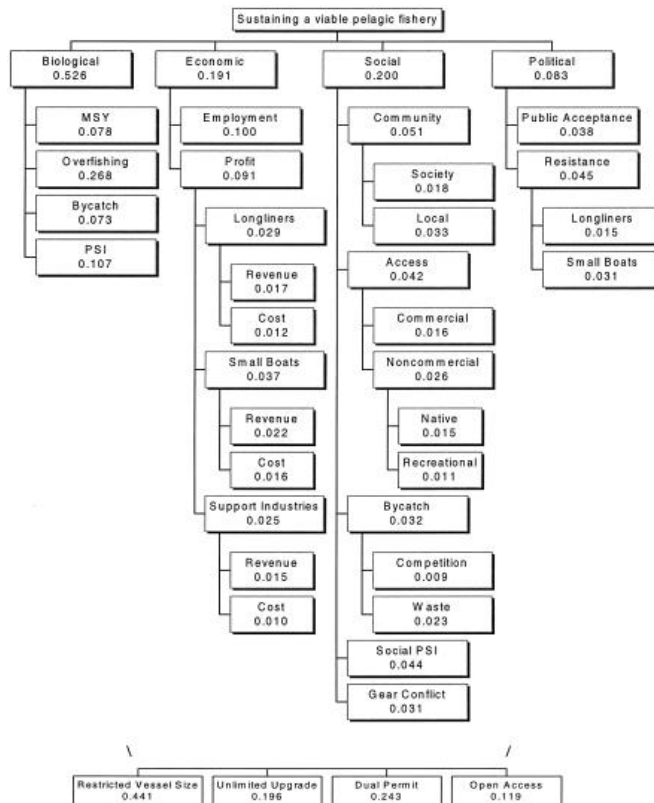 Sustaining a viable pelagic fishery
Biological
0.526
MSY
0.078
Overfishing
0.268
Bycatch
0.073
PSI
0.107
Economic
0.191
Employment
0.100
Profit
0.091
Longliners
0.029
Revenue
0.017
Cost
0.012
Small Boats
0.037
Revenue
0.022
Cost
0.016
Support Industries
0.025
Revenue
0.015
Cost
0.010
Social
0.200
Community
0.051
Society
0.018
Local
0.033
Access
0.042
Commercial
0.016
Noncommercial
0.026
Native
0.015
Recreational
0.011
Bycatch
0.032
Competition
0.009
Waste
0.023
Social PSI
0.044
Gear Conflict
0.031
Political
0.083
Public Acceptance
0.038
Resistance
0.045
Longliners
0.015
Small Boats
0.031
Restricted Vessel Size
0.441
Unlimited Upgrade
0.196
Dual Permit
0.243
Open Access
0.119